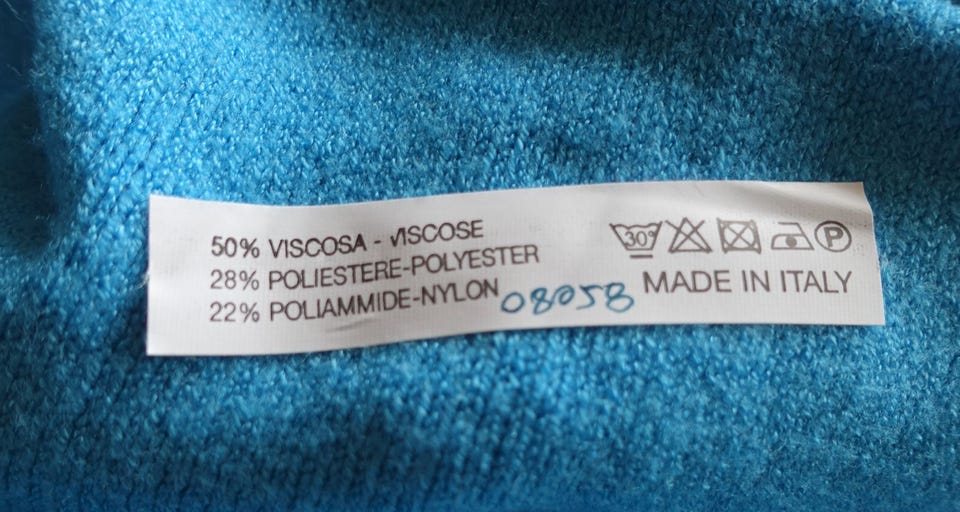 50% VISCOSA - VISCOSE
28% POLIESTERE-POLYESTER
22% POLIAMMIDE-NYLON
08058
30°
P
MADE IN ITALY